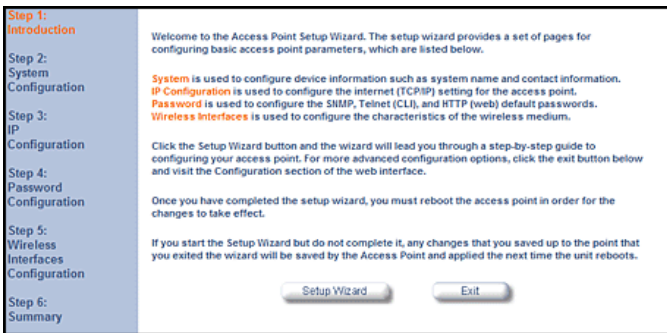 Step 1:
Introduction
Step 2:
System
Configuration
Step 3:
IP
Configuration
Step 4:
Password
Configuration
Step 5:
Wireless
Interfaces
Configuration
Step 6:
Summary
Welcome to the Access Point Setup Wizard. The setup wizard provides a set of pages for
configuring basic access point parameters, which are listed below.
System is used to configure device information such as system name and contact information.
IP Configuration is used to configure the internet (TCP/IP) setting for the access point.
Password is used to configure the SNMP, Telnet (CLI), and HTTP (web) default passwords.
Wireless Interfaces is used to configure the characteristics of the wireless medium.
Click the Setup Wizard button and the wizard will lead you through a step-by-step guide to
configuring your access point. For more advanced configuration options, click the exit button below
and visit the Configuration section of the web interface.
Once you have completed the setup wizard, you must reboot the access point in order for the
changes to take effect.
If you start the Setup Wizard but do not complete it, any changes that you saved up to the point that
you exited the wizard will be saved by the Access Point and applied the next time the unit reboots.
Setup Wizard
Exit